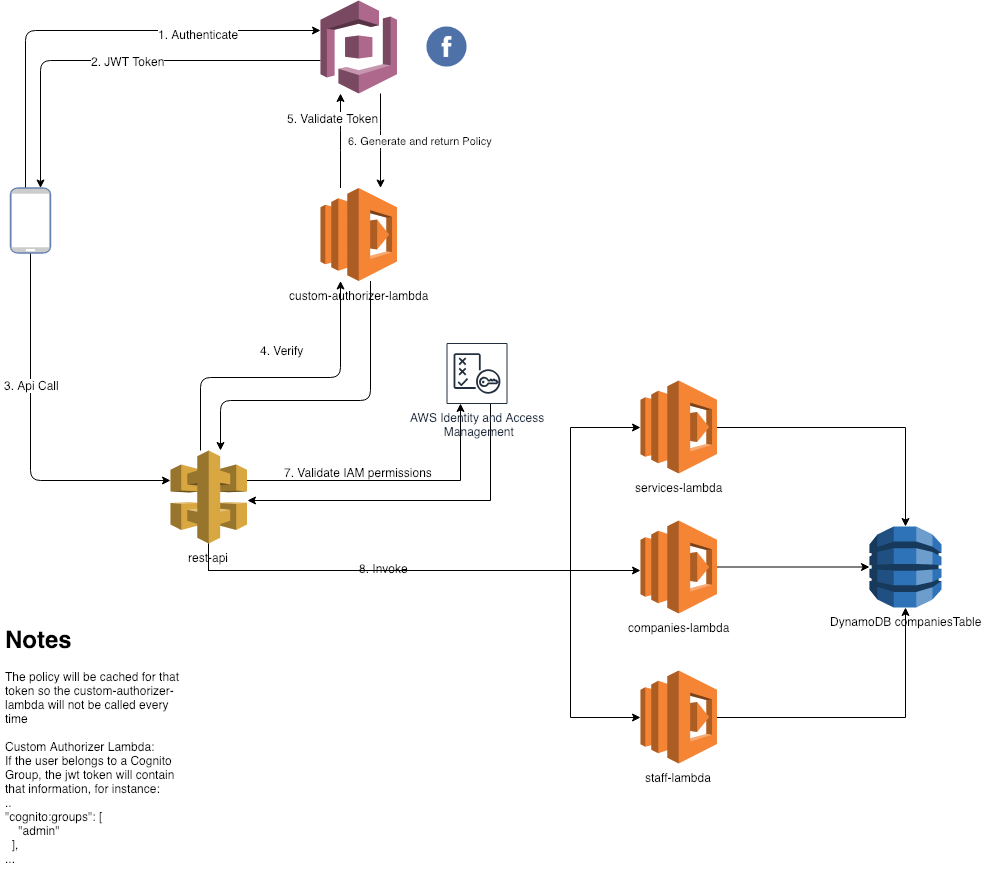 1. Authenticate
2. JWT Token
f
5. Validate Token
6. Generate and return Policy
custom-authorizer-lambda
4. Verify
3. Api Call
AWS Identity and Access
Management
7. Validate IAM permissions
rest-api
8. Invoke
services-lambda
companies-lambda
DynamoDB companiesTable
staff-lambda
Notes
The policy will be cached for that
token so the custom-authorizer-
lambda will not be called every
time
Custom Authorizer Lambda:
If the user belongs to a Cognito
Group, the jwt token will contain
that information, for instance:
..
"cognito:groups": [
"admin"
],
...